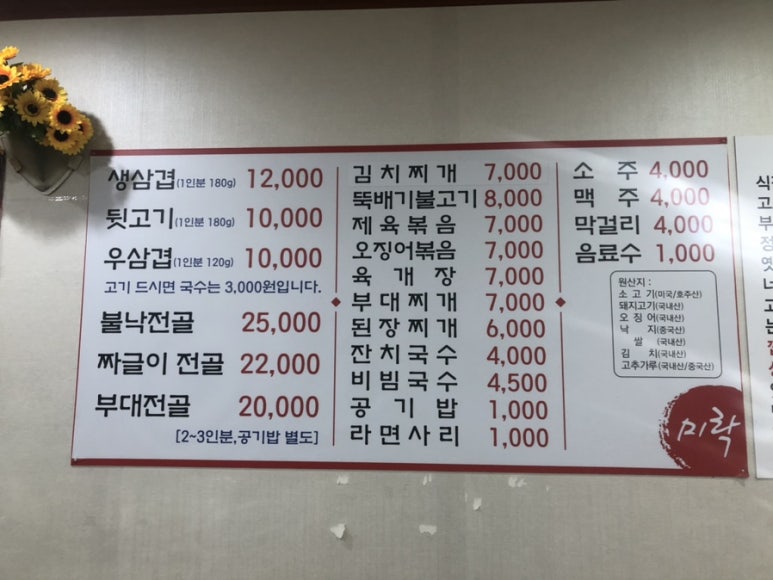 생삼겹(1인분 180g) 12,000
뒷고기(1인분 180g) 10,000
우삼겹(1인분 120g) 10,000
고기 드시면 국수는 3,000원입니다.
불낙전골 25,000
짜글이 전골 22,000
부대전골 20,000
[2~3인분,공기밥 별도]
김치찌개 7,000
뚝배기불고기 8,000
제육볶음 7,000
오징어볶음 7,000
육개장 7,000
부대찌개 7,000
된장찌개 6,000
잔치국수 4,000
비빔국수 4,500
공기밥 1,000
라면사리 1,000
소주 4,000
맥주 4,000
막걸리 4,000
음료수 1,000
원산지 :
소고기(미국/호주산)
돼지고기(국내산)
오징어(국내산)
낙지(중국산)
쌀(국내산)
김치(국내산)
고추가루(국내산/중국산)
미락